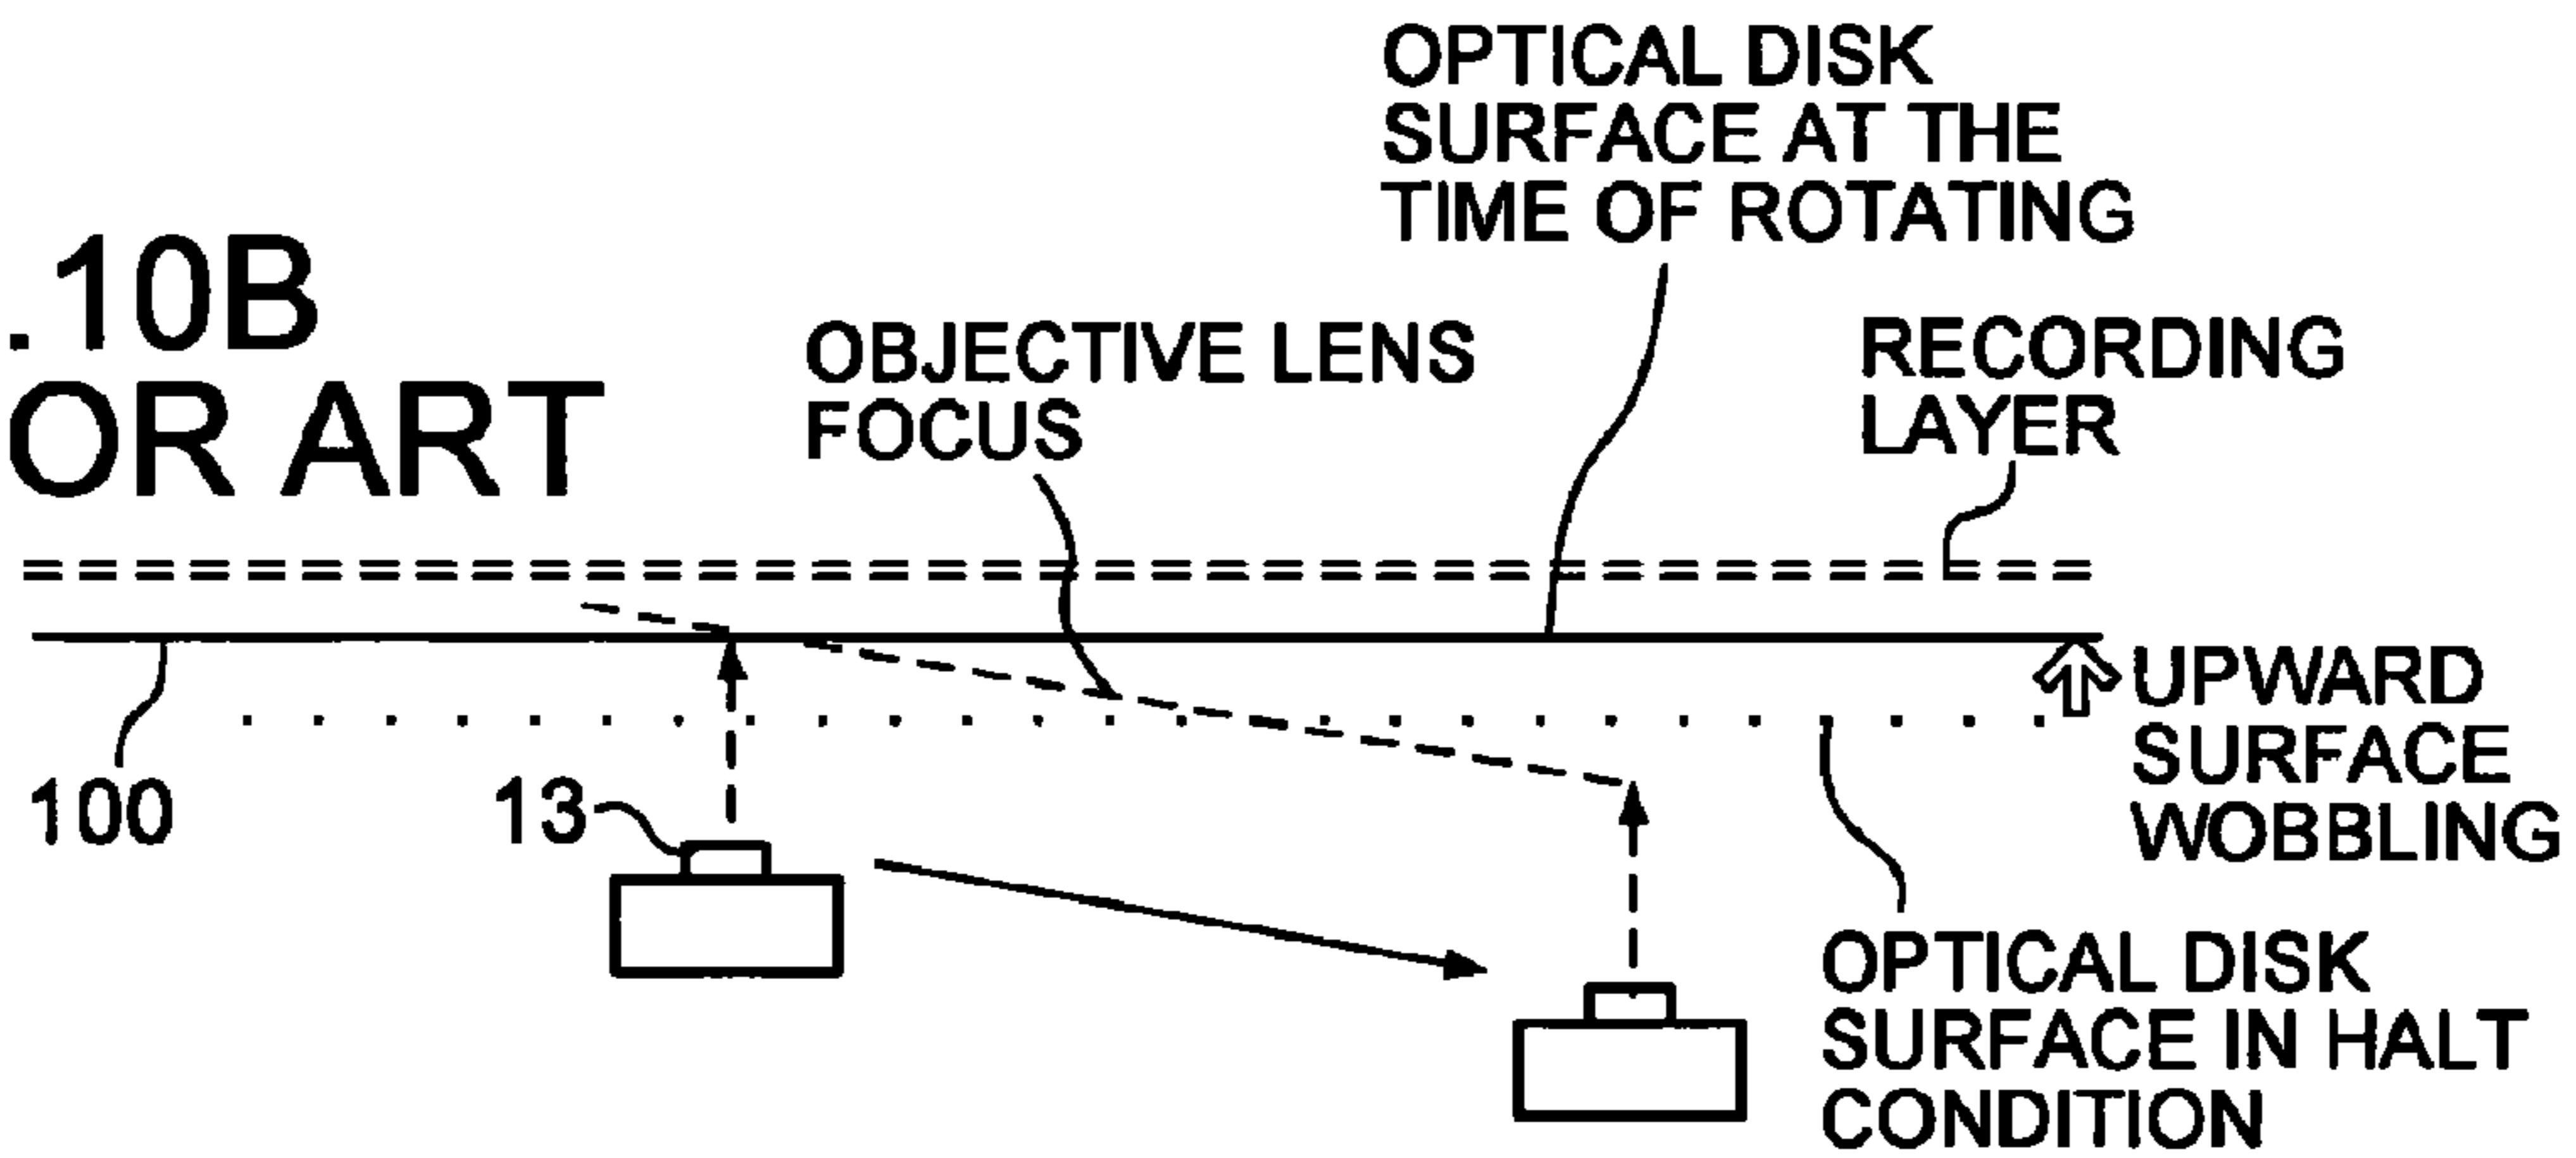 OPTICAL DISK
SURFACE AT THE
TIME OF ROTATING
.10B
OR ART
OBJECTIVE LENS
FOCUS
RECORDING
LAYER
100
13
UPWARD
SURFACE
WOBBLING
OPTICAL DISK
SURFACE IN HALT
CONDITION